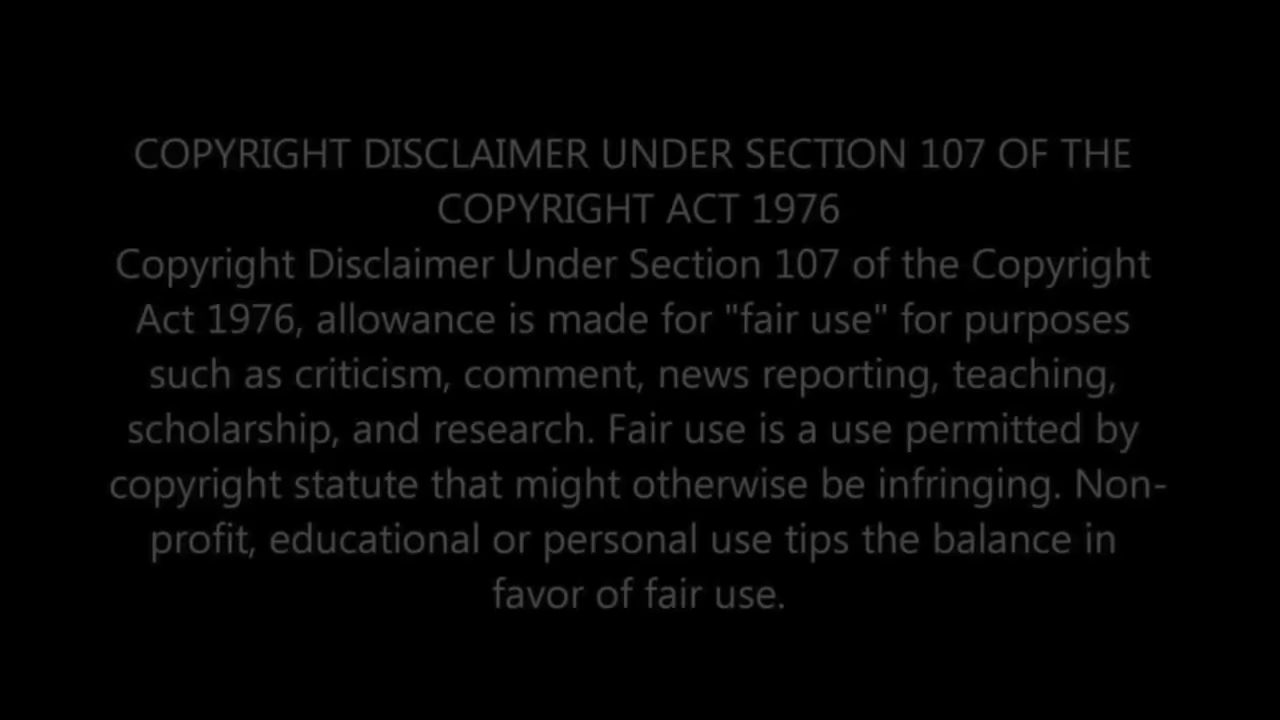 COPYRIGHT DISCLAIMER UNDER SECTION 107 OF THE
COPYRIGHT ACT 1976
Copyright Disclaimer Under Section 107 of the Copyright
Act 1976, allowance is made for "fair use" for purposes
such as criticism, comment, news reporting, teaching,
scholarship, and research. Fair use is a use permitted by
copyright statute that might otherwise be infringing. Non-
profit, educational or personal use tips the balance in
favor of fair use.